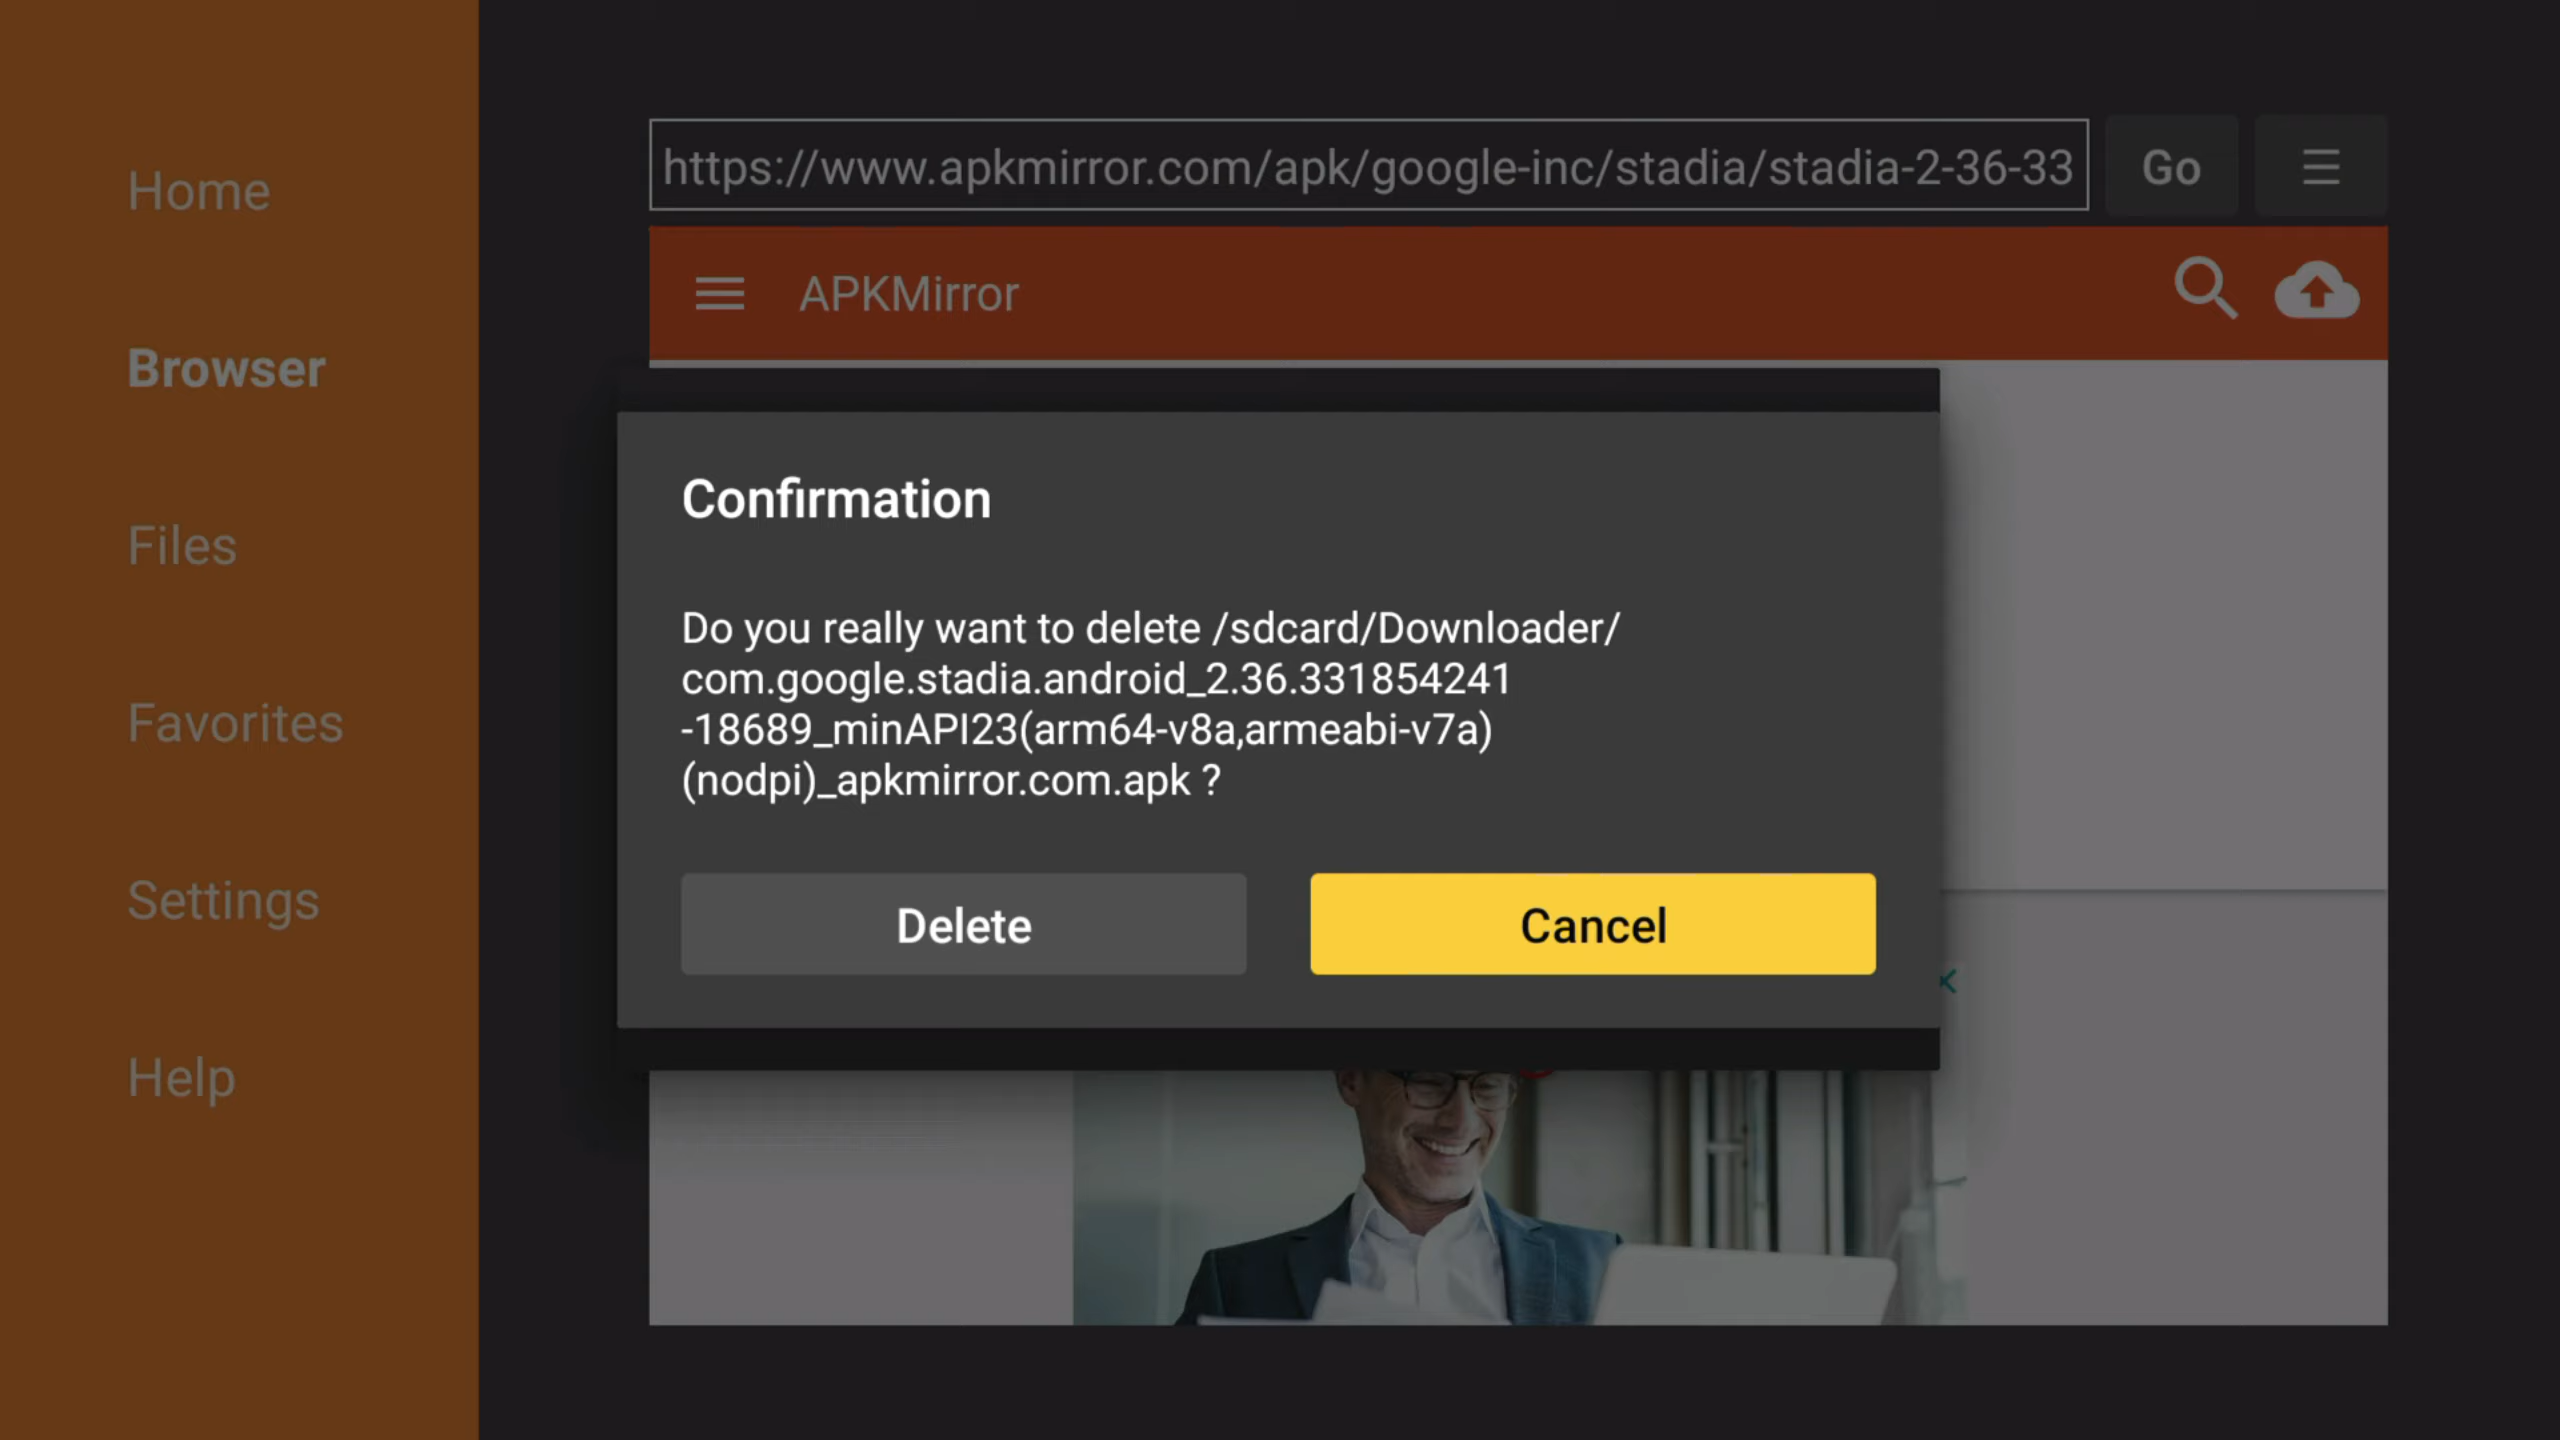 Home
Browser
Files
Favorites
Settings
Help
https://www.apkmirror.com/apk/google-inc/stadia/stadia-2-36-33
Go
APKMirror
Confirmation
Do you really want to delete /sdcard/Downloader/
com.google.stadia.android_2.36.331854241
-18689_minAPI23(arm64-v8a,armeabi-v7a)
(nodpi)_apkmirror.com.apk ?
Delete
Cancel